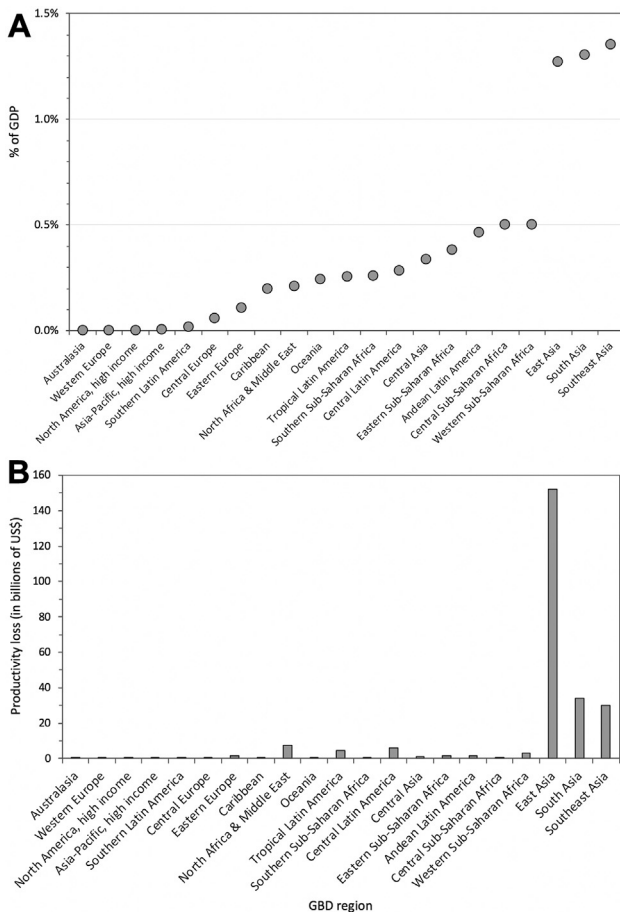 A
1.5%
1.0%
0.5%
0.0%
% of GDP
Australasia
Western Europe
North America, high income
Asia-Pacific, high income
Southern Latin America
Central Europe
Eastern Europe
Caribbean
North Africa & Middle East
Oceania
Tropical Latin America
Southern Sub-Saharan Africa
Central Latin America
Central Asia
Eastern Sub-Saharan Africa
Andean Latin America
Central Sub-Saharan Africa
Western Sub-Saharan Africa
East Asia
South Asia
Southeast Asia
B
160
140
120
100
80
60
40
20
0
Productivity loss (in billions of US$)
Australasia
Western Europe
North America, high income
Asia-Pacific, high income
Southern Latin America
Central Europe
Eastern Europe
Caribbean
North Africa & Middle East
Oceania
Tropical Latin America
Southern Sub-Saharan Africa
Central Latin America
Central Asia
Eastern Sub-Saharan Africa
Andean Latin America
Central Sub-Saharan Africa
Western Sub-Saharan Africa
East Asia
South Asia
Southeast Asia
GBD region